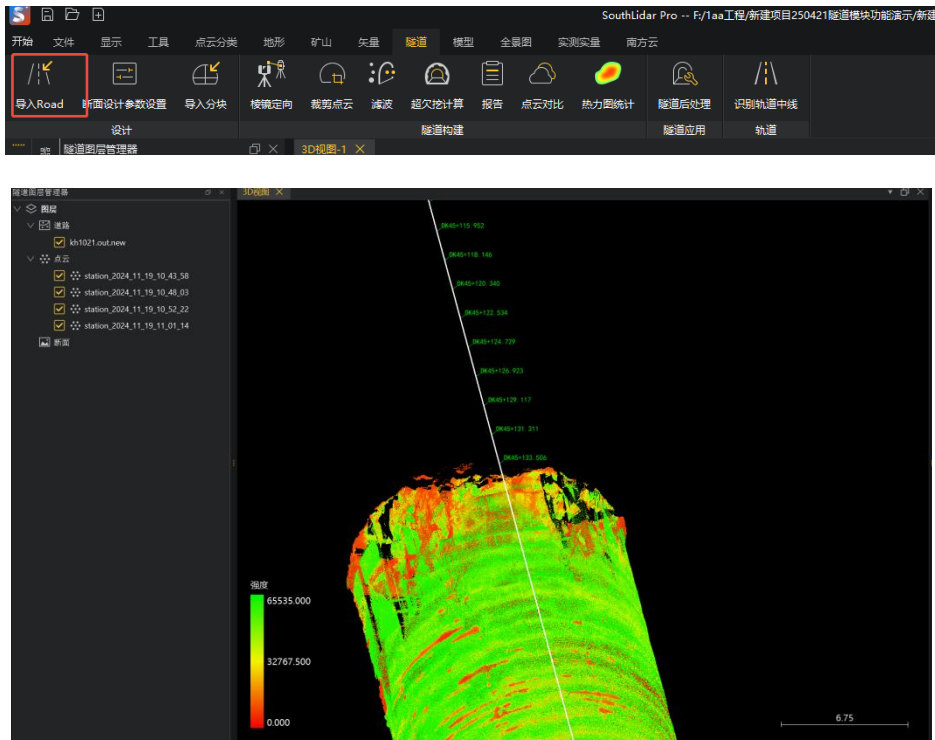 SouthLidar Pro -- F:/1aa工程/新建项目250421隧道模块功能演示/新建
开始 文件 显示 工具 点云分类 地形 矿山 矢量 隧道 模型 全景图 实测实量 南方云
导入Road 断面设计参数设置 导入分块 棱镜定向 裁剪点云 滤波 超欠挖计算 报告 点云对比 热力图统计 隧道后处理 识别轨道中线
设计 隧道构建 隧道应用 轨道
隧道图层管理器 3D视图-1
隧道图层管理器 3D视图
图层
道路
kh1021.out.new
点云
station_2024_11_19_10_43_58
station_2024_11_19_10_48_03
station_2024_11_19_10_52_22
station_2024_11_19_11_01_14
断面
DK45+115.952
DK45+118.146
DK45+120.340
DK45+122.534
DK45+124.729
DK45+126.923
DK45+129.117
DK45+131.311
DK45+133.506
强度
65535.000
32767.500
0.000
6.75